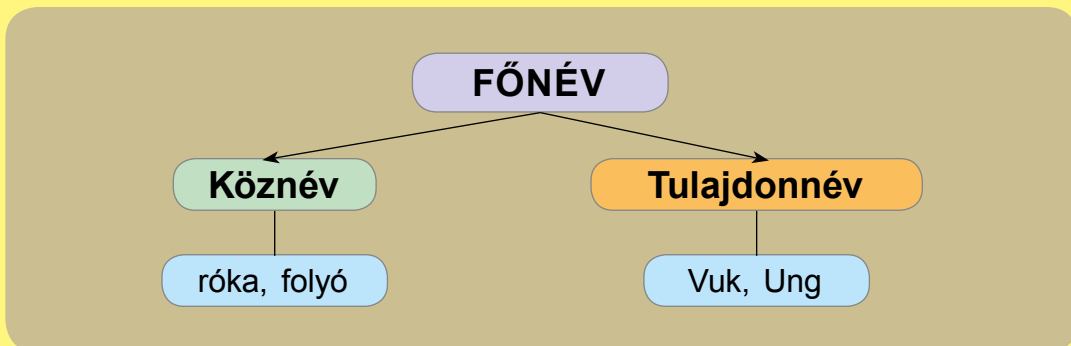 FŐNÉV
Köznév
Tulajdonnév
róka, folyó
Vuk, Ung